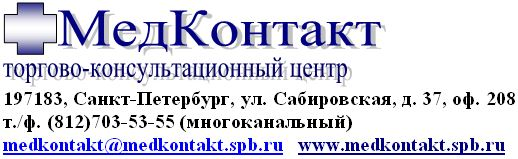 МедКонтакт
торгово-консультационный центр
197183, Санкт-Петербург, ул. Сабировская, д. 37, оф. 208
т./ф. (812)703-53-55 (многоканальный)
medkontakt@medkontakt.spb.ru www.medkontakt.spb.ru